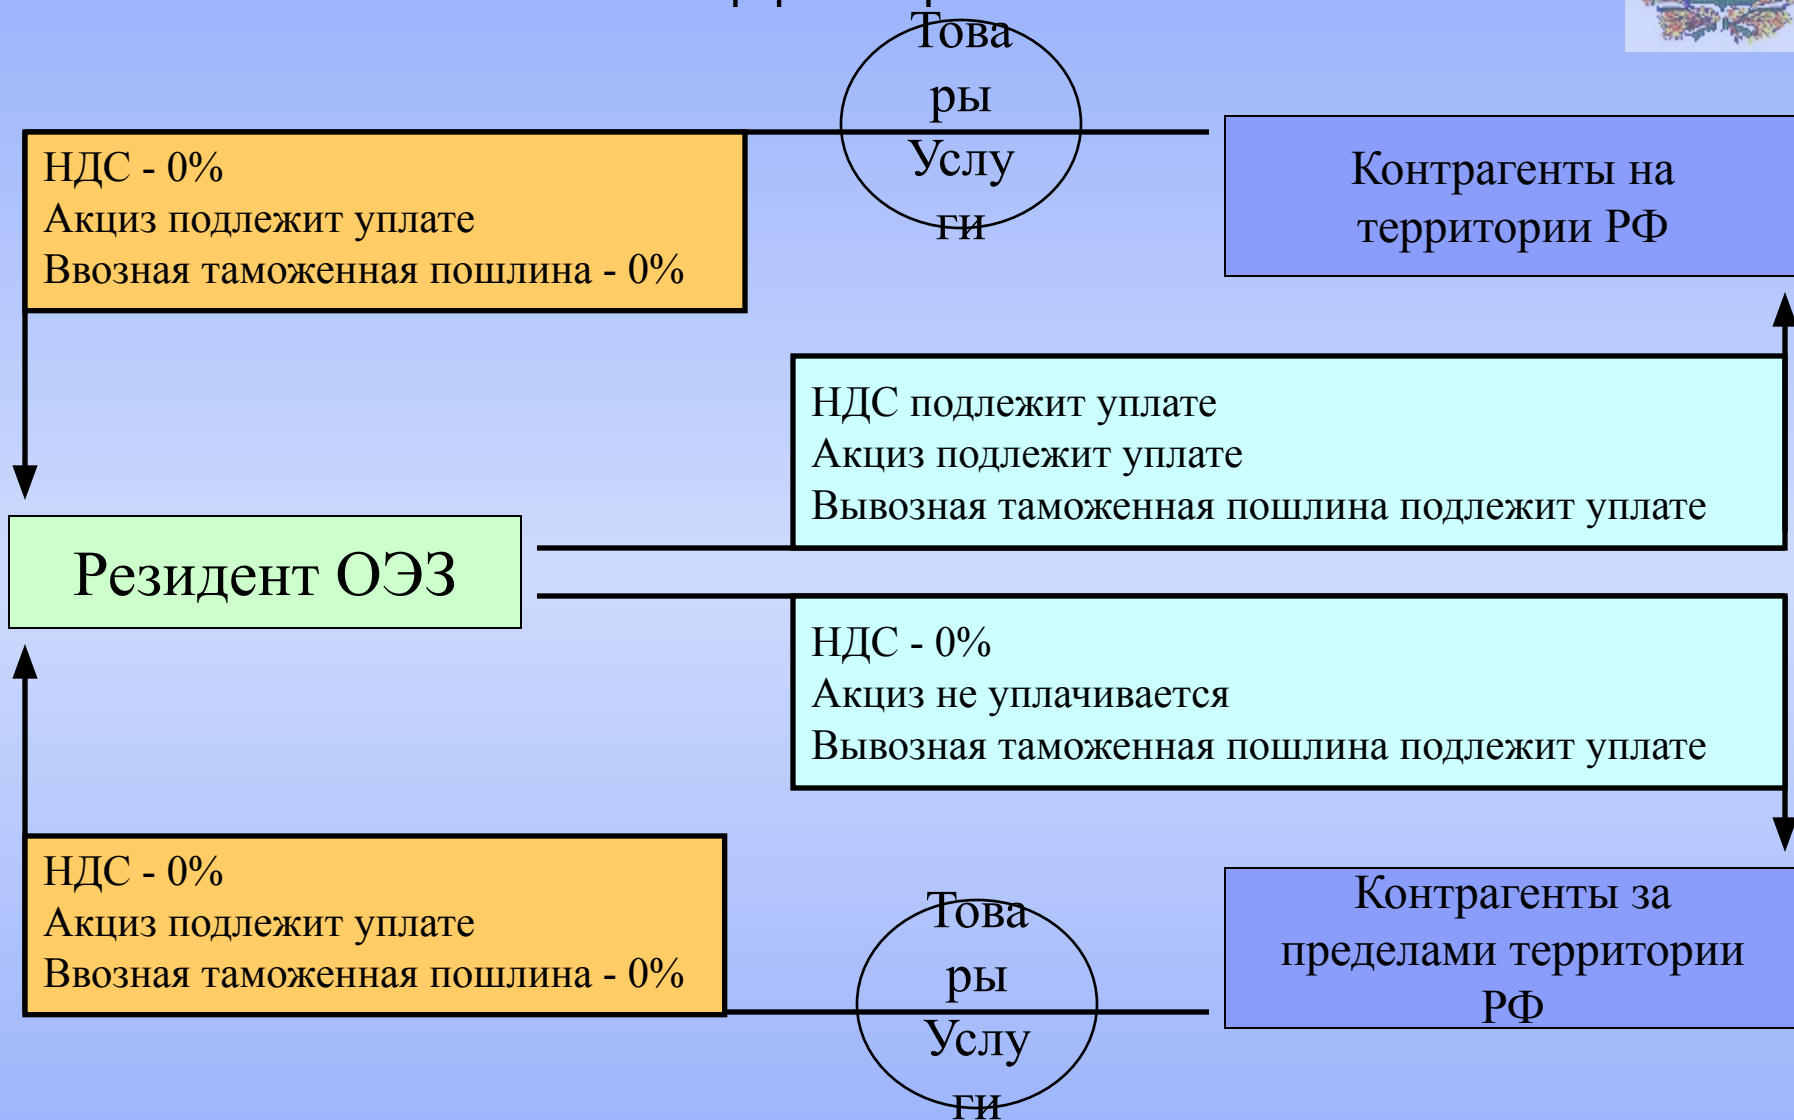 Това
ры
Услу
ги
НДС - 0%
Акциз подлежит уплате
Ввозная таможенная пошлина - 0%
Контрагенты на
территории РФ
НДС подлежит уплате
Акциз подлежит уплате
Вывозная таможенная пошлина подлежит уплате
Резидент ОЭЗ
НДС - 0%
Акциз не уплачивается
Вывозная таможенная пошлина подлежит уплате
НДС - 0%
Акциз подлежит уплате
Ввозная таможенная пошлина - 0%
Това
ры
Услу
ги
Контрагенты за
пределами территории
РФ